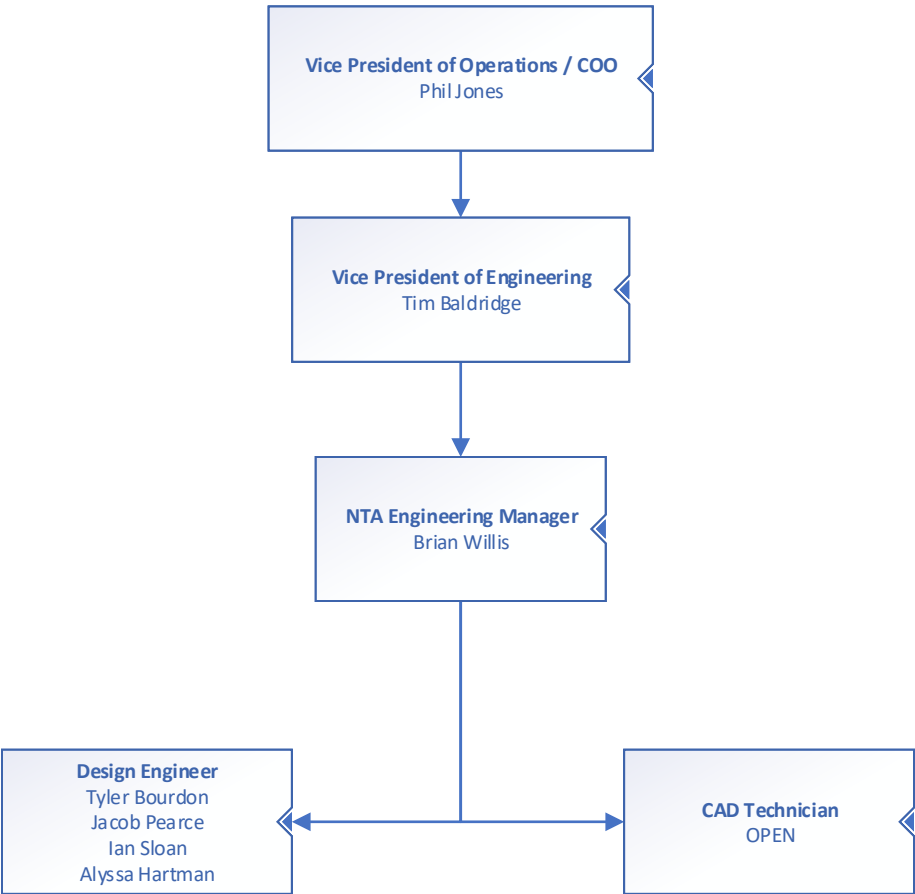 Vice President of Operations / COO
Phil Jones
Vice President of Engineering
Tim Baldridge
NTA Engineering Manager
Brian Willis
Design Engineer
Tyler Bourdon
Jacob Pearce
Ian Sloan
Alyssa Hartman
CAD Technician
OPEN